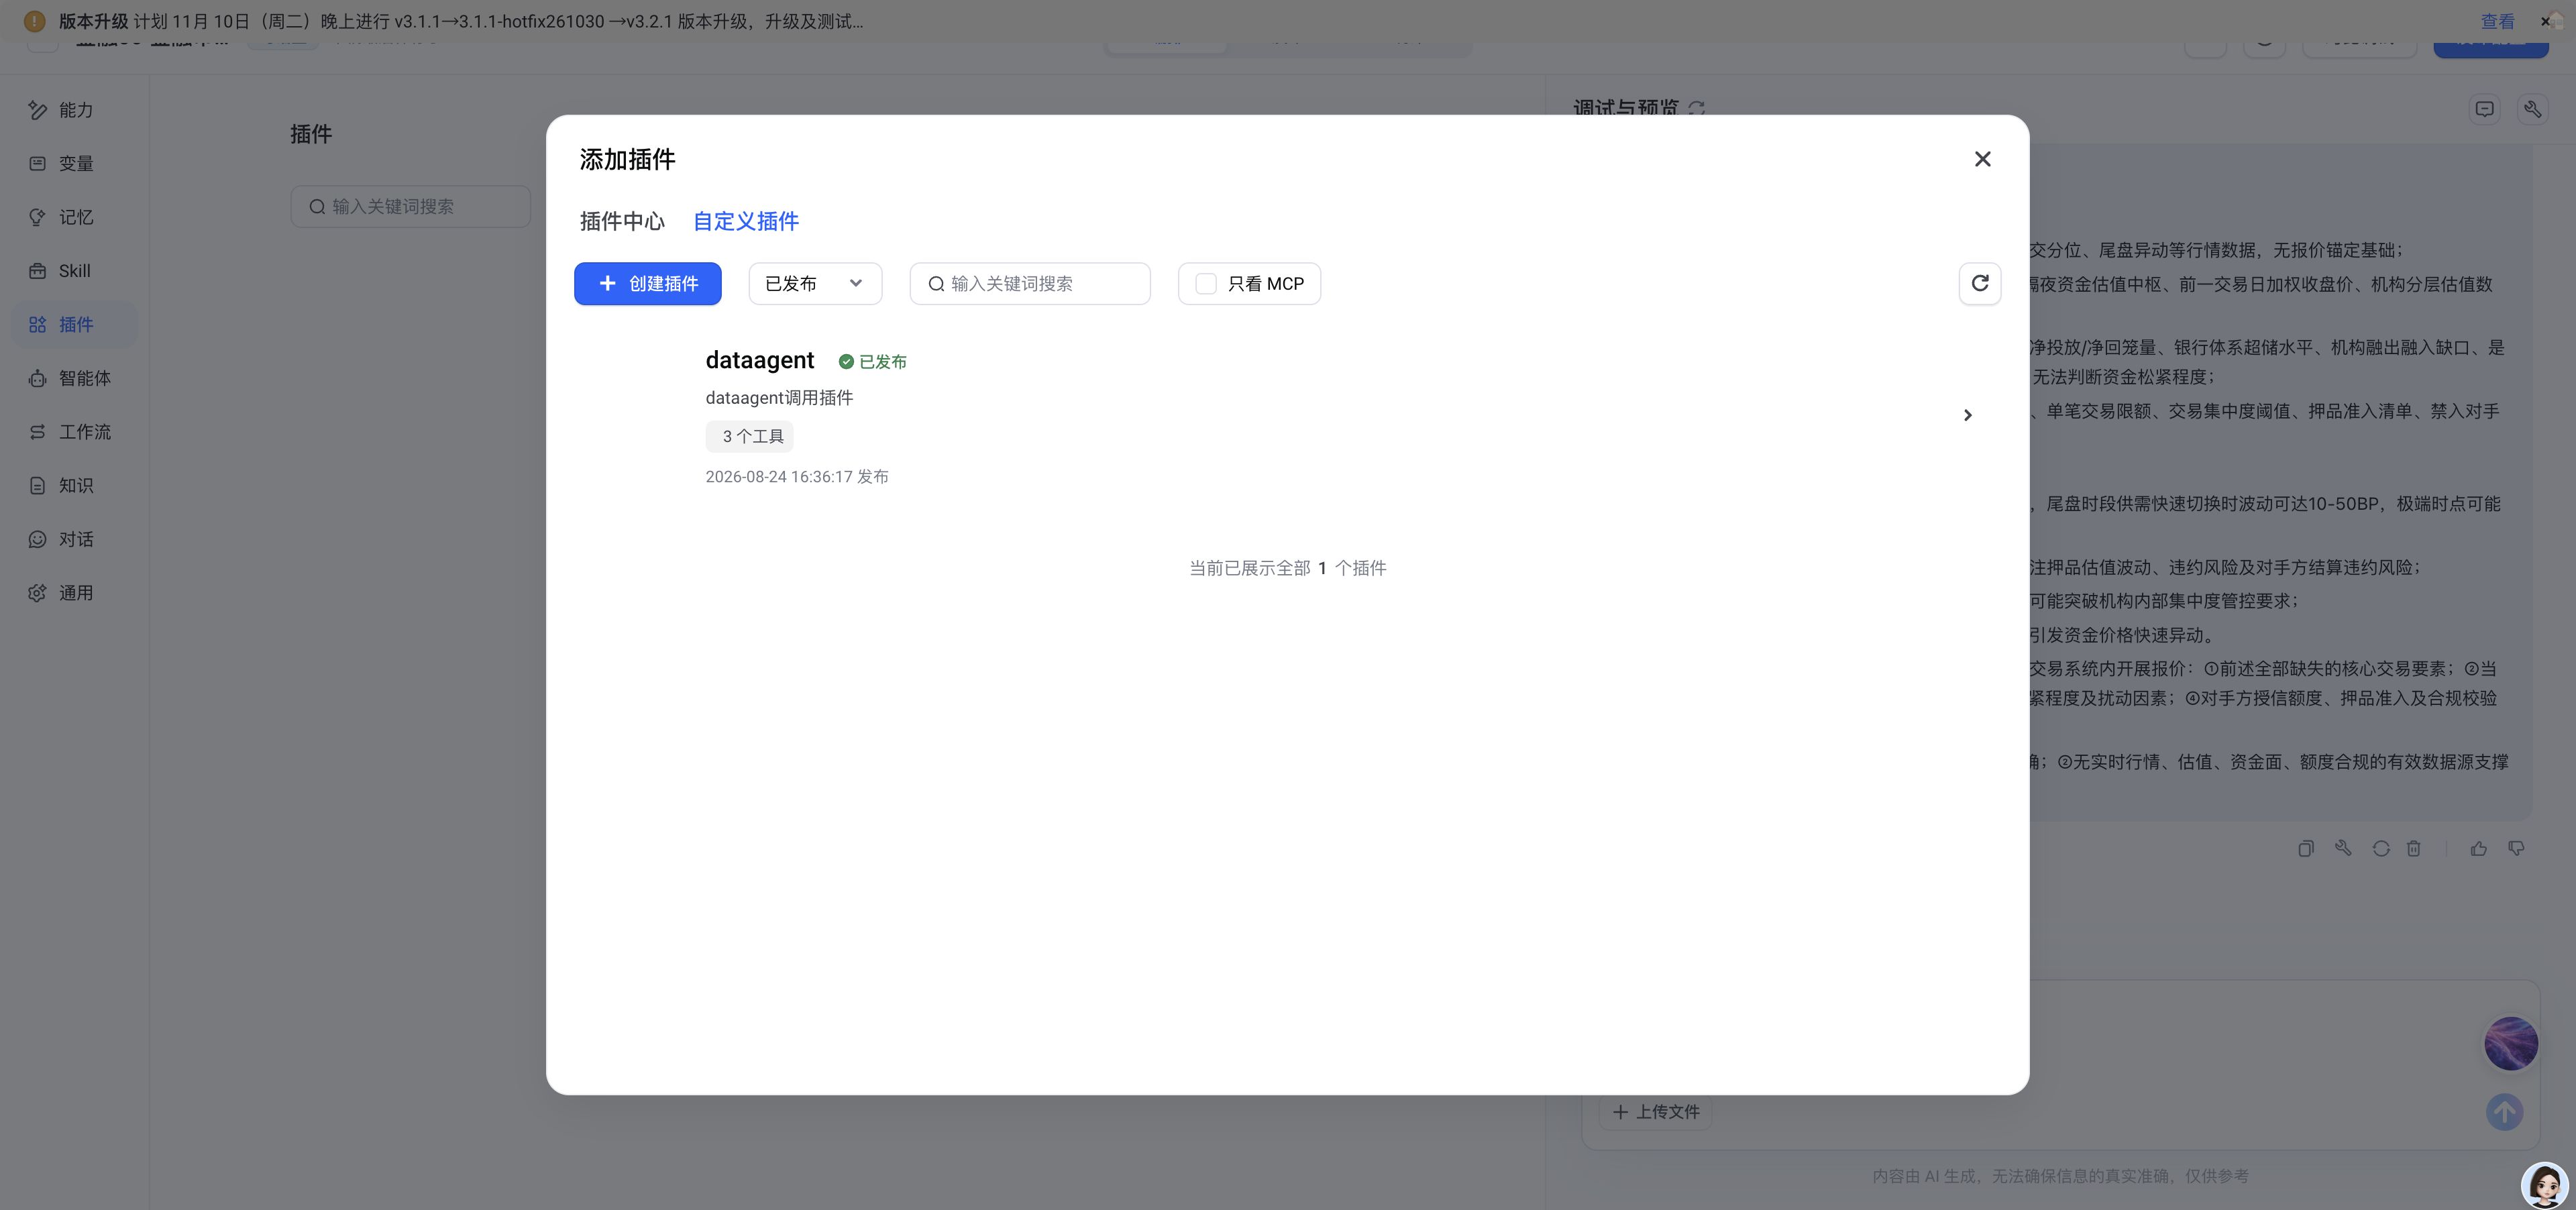 版本升级 计划 11月 10日（周二）晚上进行 v3.1.1→3.1.1-hotfix261030 →v3.2.1 版本升级，升级及测试…
查看
能力
变量
记忆
Skill
插件
智能体
工作流
知识
对话
通用
插件
输入关键词搜索
添加插件
插件中心
自定义插件
创建插件
已发布
输入关键词搜索
只看 MCP
dataagent
已发布
dataagent调用插件
3 个工具
2026-08-24 16:36:17 发布
当前已展示全部 1 个插件
调试与预览
交分位、尾盘异动等行情数据，无报价锚定基础；
隔夜资金估值中枢、前一交易日加权收盘价、机构分层估值数
净投放/净回笼量、银行体系超储水平、机构融出融入缺口、是
无法判断资金松紧程度；
、单笔交易限额、交易集中度阈值、押品准入清单、禁入对手
，尾盘时段供需快速切换时波动可达10-50BP，极端时点可能
注押品估值波动、违约风险及对手方结算违约风险；
可能突破机构内部集中度管控要求；
引发资金价格快速异动。
交易系统内开展报价：①前述全部缺失的核心交易要素；②当
紧程度及扰动因素；④对手方授信额度、押品准入及合规校验
；②无实时行情、估值、资金面、额度合规的有效数据源支撑
上传文件
内容由 AI 生成，无法确保信息的真实准确，仅供参考